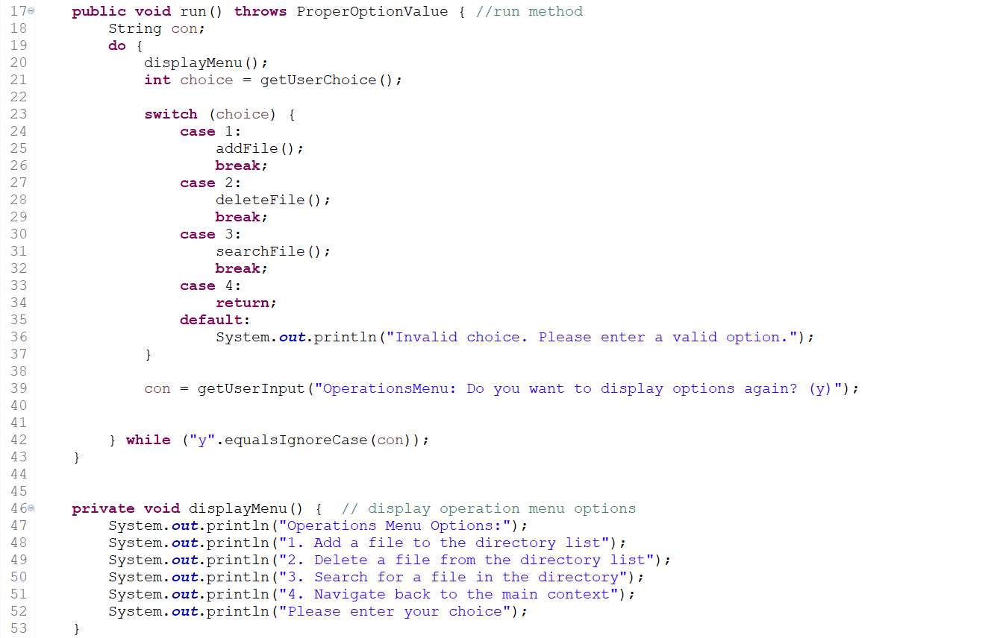 17 public void run() throws ProperOptionValue { //run method
18 String con;
19 do {
20 displayMenu();
21 int choice = getUserChoice();
22
23 switch (choice) {
24 case 1:
25 addFile();
26 break;
27 case 2:
28 deleteFile();
29 break;
30 case 3:
31 searchFile();
32 break;
33 case 4:
34 return;
35 default:
36 System.out.println("Invalid choice. Please enter a valid option.");
37 }
38
39 con = getUserInput("OperationsMenu: Do you want to display options again? (y)");
40
41
42 } while ("y".equalsIgnoreCase(con));
43 }
44
45
46 private void displayMenu() { // display operation menu options
47 System.out.println("Operations Menu Options:");
48 System.out.println("1. Add a file to the directory list");
49 System.out.println("2. Delete a file from the directory list");
50 System.out.println("3. Search for a file in the directory");
51 System.out.println("4. Navigate back to the main context");
52 System.out.println("Please enter your choice");
53 }